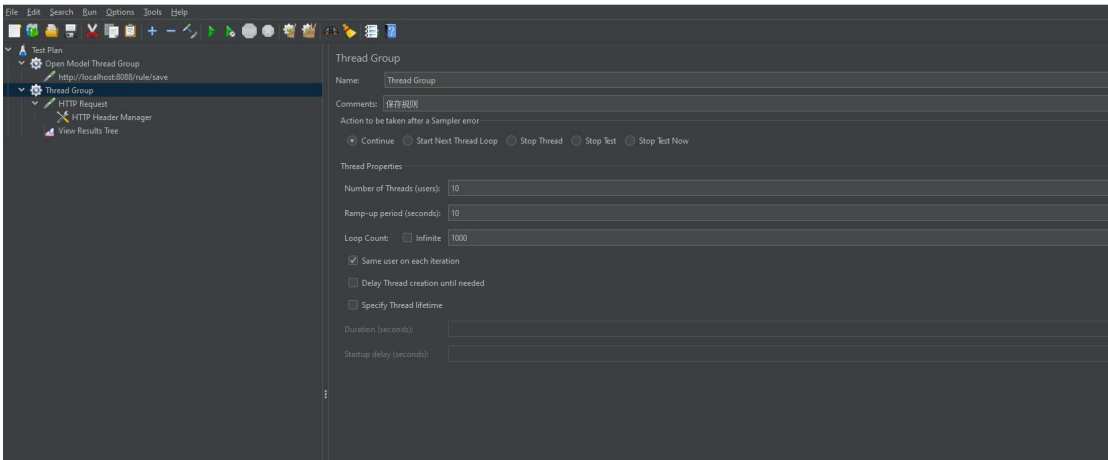 File Edit Search Run Options Tools Help
Test Plan
Open Model Thread Group
http://localhost:8088/rule/save
Thread Group
HTTP Request
HTTP Header Manager
View Results Tree
Thread Group
Name: Thread Group
Comments: 保存规则
Action to be taken after a Sampler error
Continue Start Next Thread Loop Stop Thread Stop Test Stop Test Now
Thread Properties
Number of Threads (users): 10
Ramp-up period (seconds): 10
Loop Count: Infinite 1000
Same user on each iteration
Delay Thread creation until needed
Specify Thread lifetime
Duration (seconds):
Startup delay (seconds):